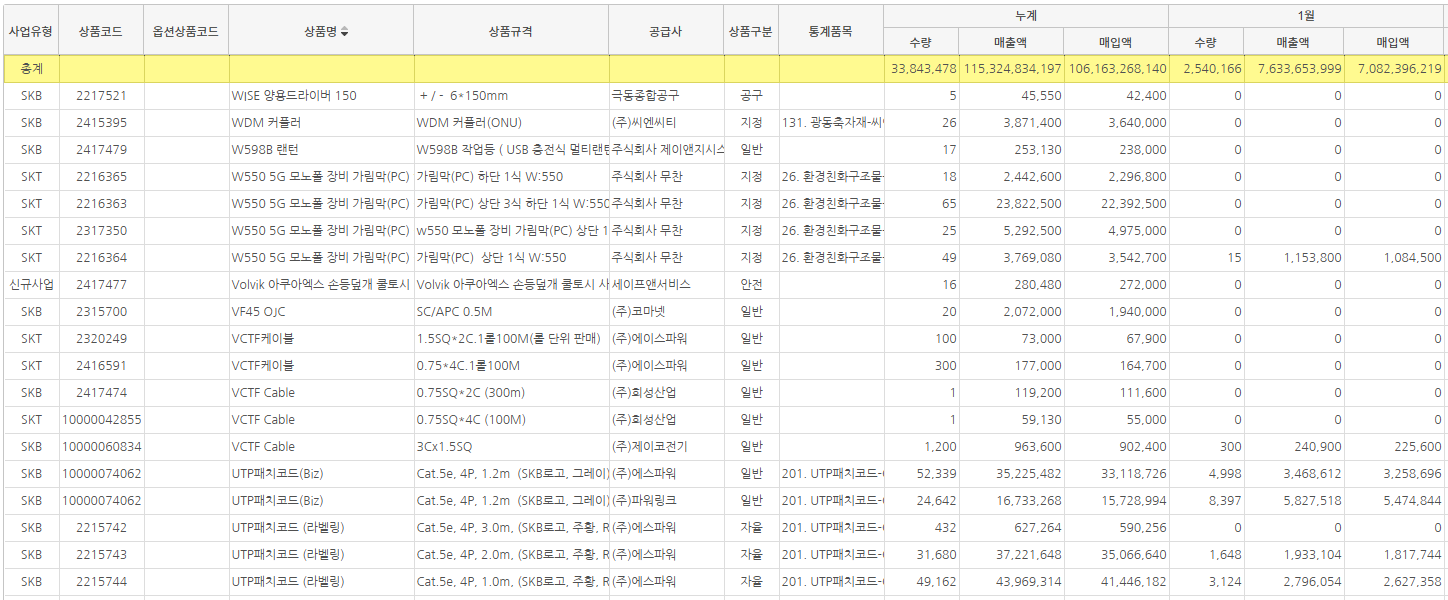 사업유형 상품코드 옵션상품코드 상품명 상품규격 공급사 상품구분 통계품목 누계 1월
수량 매출액 매입액 수량 매출액 매입액
총계 33,843,478 115,324,834,197 106,163,268,140 2,540,166 7,633,653,999 7,082,396,219
SKB 2217521 WISE 양용드라이버 150 + / - 6*150mm 극동종합공구 공구 5 45,550 42,400 0 0 0
SKB 2415395 WDM 커플러 WDM 커플러(ONU) (주)씨엔씨티 지정 131. 광동축자재-씨 26 3,871,400 3,640,000 0 0 0
SKB 2417479 W598B 랜턴 W598B 작업등 ( USB 충전식 멀티랜턴 주식회사 제이앤지시스 일반 17 253,130 238,000 0 0 0
SKT 2216365 W550 5G 모노폴 장비 가림막(PC) 가림막(PC) 하단 1식 W:550 주식회사 무찬 지정 26. 환경친화구조물- 18 2,442,600 2,296,800 0 0 0
SKT 2216363 W550 5G 모노폴 장비 가림막(PC) 가림막(PC) 상단 3식 하단 1식 W:550 주식회사 무찬 지정 26. 환경친화구조물- 65 23,822,500 22,392,500 0 0 0
SKT 2317350 W550 5G 모노폴 장비 가림막(PC) w550 모노폴 장비 가림막(PC) 상단 1 주식회사 무찬 지정 26. 환경친화구조물- 25 5,292,500 4,975,000 0 0 0
SKT 2216364 W550 5G 모노폴 장비 가림막(PC) 가림막(PC) 상단 1식 W:550 주식회사 무찬 지정 26. 환경친화구조물- 49 3,769,080 3,542,700 15 1,153,800 1,084,500
신규사업 2417477 Volvik 아쿠아엑스 손등덮개 쿨토시 Volvik 아쿠아엑스 손등덮개 쿨토시 사 세이프앤서비스 안전 16 280,480 272,000 0 0 0
SKB 2315700 VF45 OJC SC/APC 0.5M (주)코마넷 일반 20 2,072,000 1,940,000 0 0 0
SKT 2320249 VCTF케이블 1.5SQ*2C.1롤100M(롤 단위 판매) (주)에이스파워 일반 100 73,000 67,900 0 0 0
SKT 2416591 VCTF케이블 0.75*4C.1롤100M (주)에이스파워 일반 300 177,000 164,700 0 0 0
SKB 2417474 VCTF Cable 0.75SQ*2C (300m) (주)희성산업 일반 1 119,200 111,600 0 0 0
SKT 10000042855 VCTF Cable 0.75SQ*4C (100M) (주)희성산업 일반 1 59,130 55,000 0 0 0
SKB 10000060834 VCTF Cable 3Cx1.5SQ (주)제이코전기 일반 1,200 963,600 902,400 300 240,900 225,600
SKB 10000074062 UTP패치코드(Biz) Cat.5e, 4P, 1.2m (SKB로고, 그레이) (주)에스파워 일반 201. UTP패치코드- 52,339 35,225,482 33,118,726 4,998 3,468,612 3,258,696
SKB 10000074062 UTP패치코드(Biz) Cat.5e, 4P, 1.2m (SKB로고, 그레이) (주)파워링크 일반 201. UTP패치코드- 24,642 16,733,268 15,728,994 8,397 5,827,518 5,474,844
SKB 2215742 UTP패치코드 (라벨링) Cat.5e, 4P, 3.0m, (SKB로고, 주황, R (주)에스파워 자율 201. UTP패치코드- 432 627,264 590,256 0 0 0
SKB 2215743 UTP패치코드 (라벨링) Cat.5e, 4P, 2.0m, (SKB로고, 주황, R (주)에스파워 자율 201. UTP패치코드- 31,680 37,221,648 35,066,640 1,648 1,933,104 1,817,744
SKB 2215744 UTP패치코드 (라벨링) Cat.5e, 4P, 1.0m, (SKB로고, 주황, R (주)에스파워 자율 201. UTP패치코드- 49,162 43,969,314 41,446,182 3,124 2,796,054 2,627,358